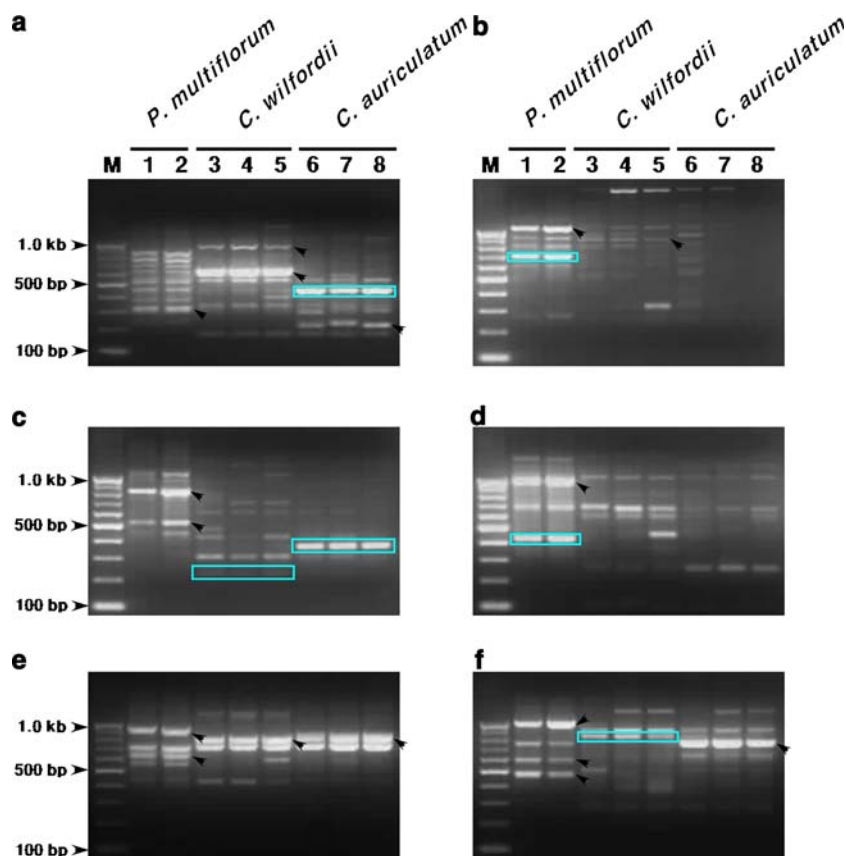 a
b
P. multiflorum
C. wilfordii
C. auriculatum
P. multiflorum
C. wilfordii
C. auriculatum
M 1 2 3 4 5 6 7 8
M 1 2 3 4 5 6 7 8
1.0 kb
500 bp
100 bp
c
d
1.0 kb
500 bp
100 bp
e
f
1.0 kb
500 bp
100 bp